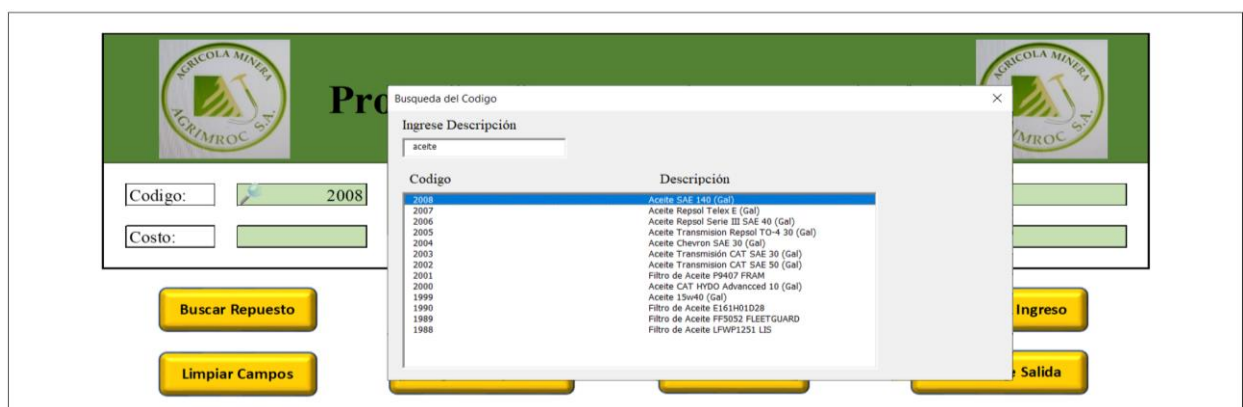 AGRICOLA MINERA
AGRIMROC S.A.
Pro
Busqueda del Codigo
Ingrese Descripción
aceite
Codigo Descripción
2008 Aceite SAE 140 (Gal)
2007 Aceite Repsol Telex E (Gal)
2006 Aceite Repsol Serie III SAE 40 (Gal)
2005 Aceite Transmision Repsol TO-4 30 (Gal)
2004 Aceite Chevron SAE 30 (Gal)
2003 Aceite Transmisión CAT SAE 30 (Gal)
2002 Aceite Transmision CAT SAE 50 (Gal)
2001 Filtro de Aceite P9407 FRAM
2000 Aceite CAT HYDO Advancced 10 (Gal)
1999 Aceite 15w40 (Gal)
1990 Filtro de Aceite E161H01D28
1989 Filtro de Aceite FF5052 FLEETGUARD
1988 Filtro de Aceite LFWP1251 LIS
AGRICOLA MINERA
IMROC S.A.
Codigo: 2008
Costo:
Buscar Repuesto
Ingreso
Limpiar Campos
Salida